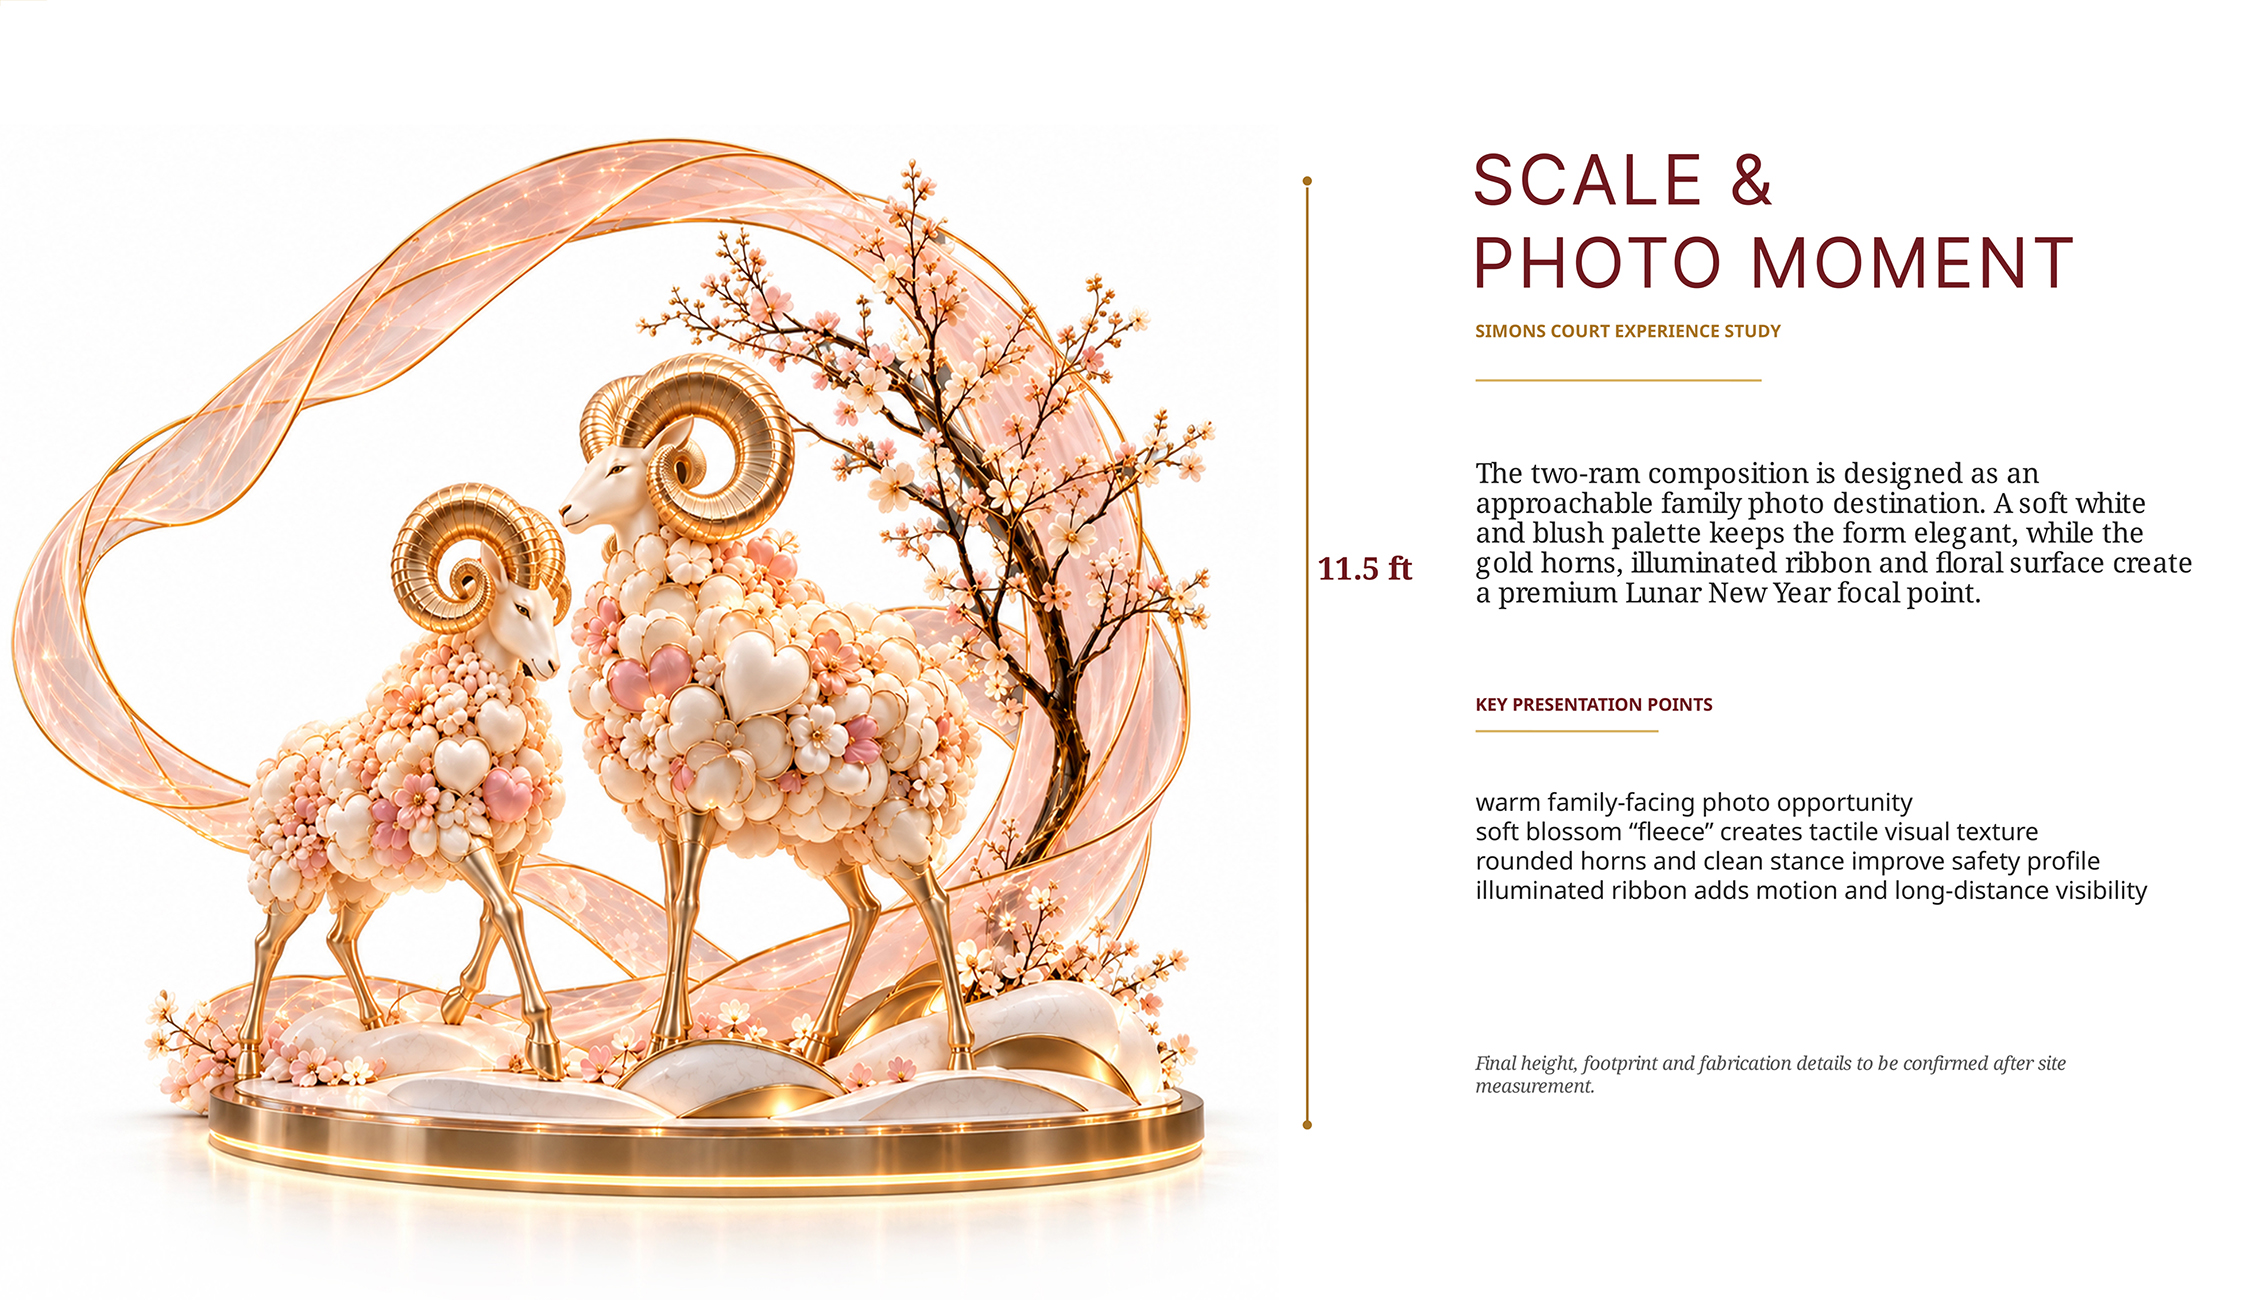 SCALE &
PHOTO MOMENT
SIMONS COURT EXPERIENCE STUDY
The two-ram composition is designed as an
approachable family photo destination. A soft white
and blush palette keeps the form elegant, while the
gold horns, illuminated ribbon and floral surface create
a premium Lunar New Year focal point.
11.5 ft
KEY PRESENTATION POINTS
warm family-facing photo opportunity
soft blossom “fleece” creates tactile visual texture
rounded horns and clean stance improve safety profile
illuminated ribbon adds motion and long-distance visibility
Final height, footprint and fabrication details to be confirmed after site
measurement.